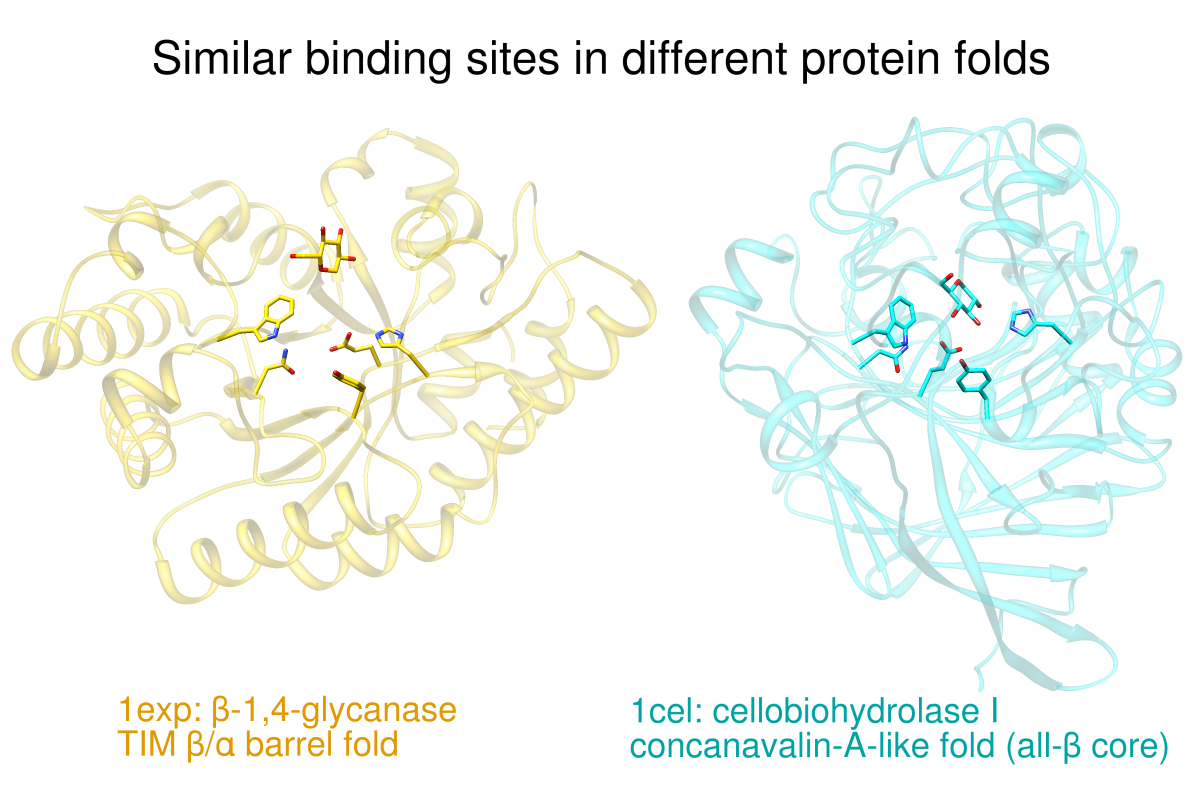 Similar binding sites in different protein folds
1exp: β-1,4-glycanase
TIM β/α barrel fold
1cel: cellobiohydrolase I
concanavalin-A-like fold (all-β core)